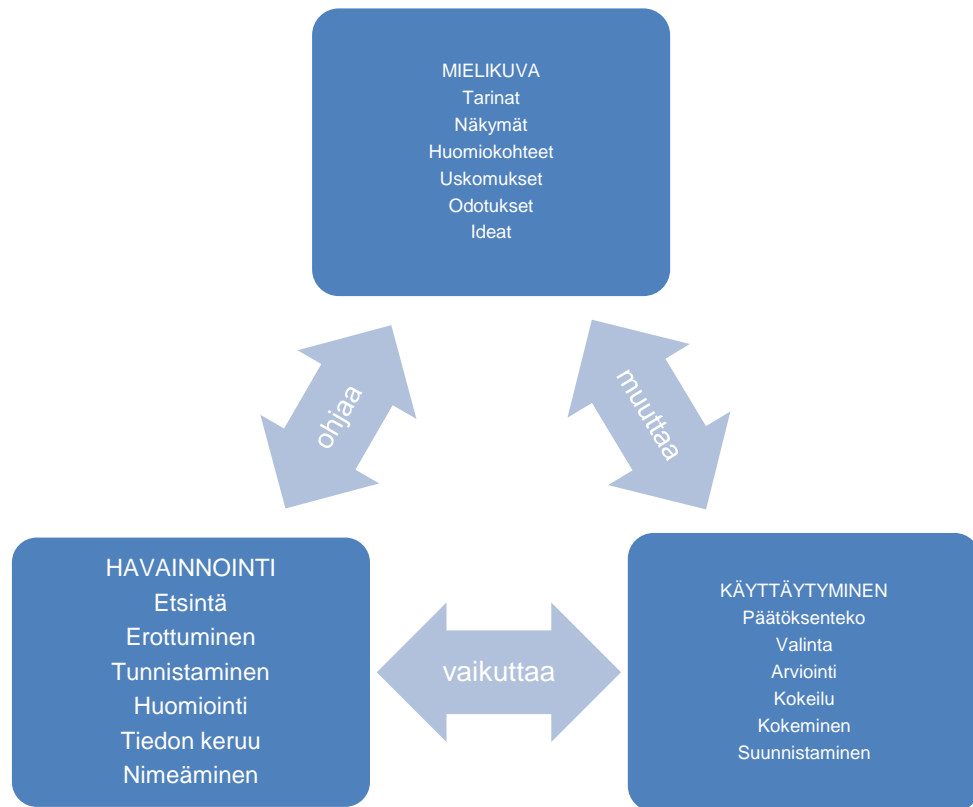 MIELIKUVA
Tarinat
Näkymät
Huomiokohteet
Uskomukset
Odotukset
Ideat
ohjaa
muuttaa
HAVAINNOINTI
Etsintä
Erottuminen
Tunnistaminen
Huomiointi
Tiedon keruu
Nimeäminen
vaikuttaa
KÄYTTÄYTYMINEN
Päätöksenteko
Valinta
Arviointi
Kokeilu
Kokeminen
Suunnistaminen